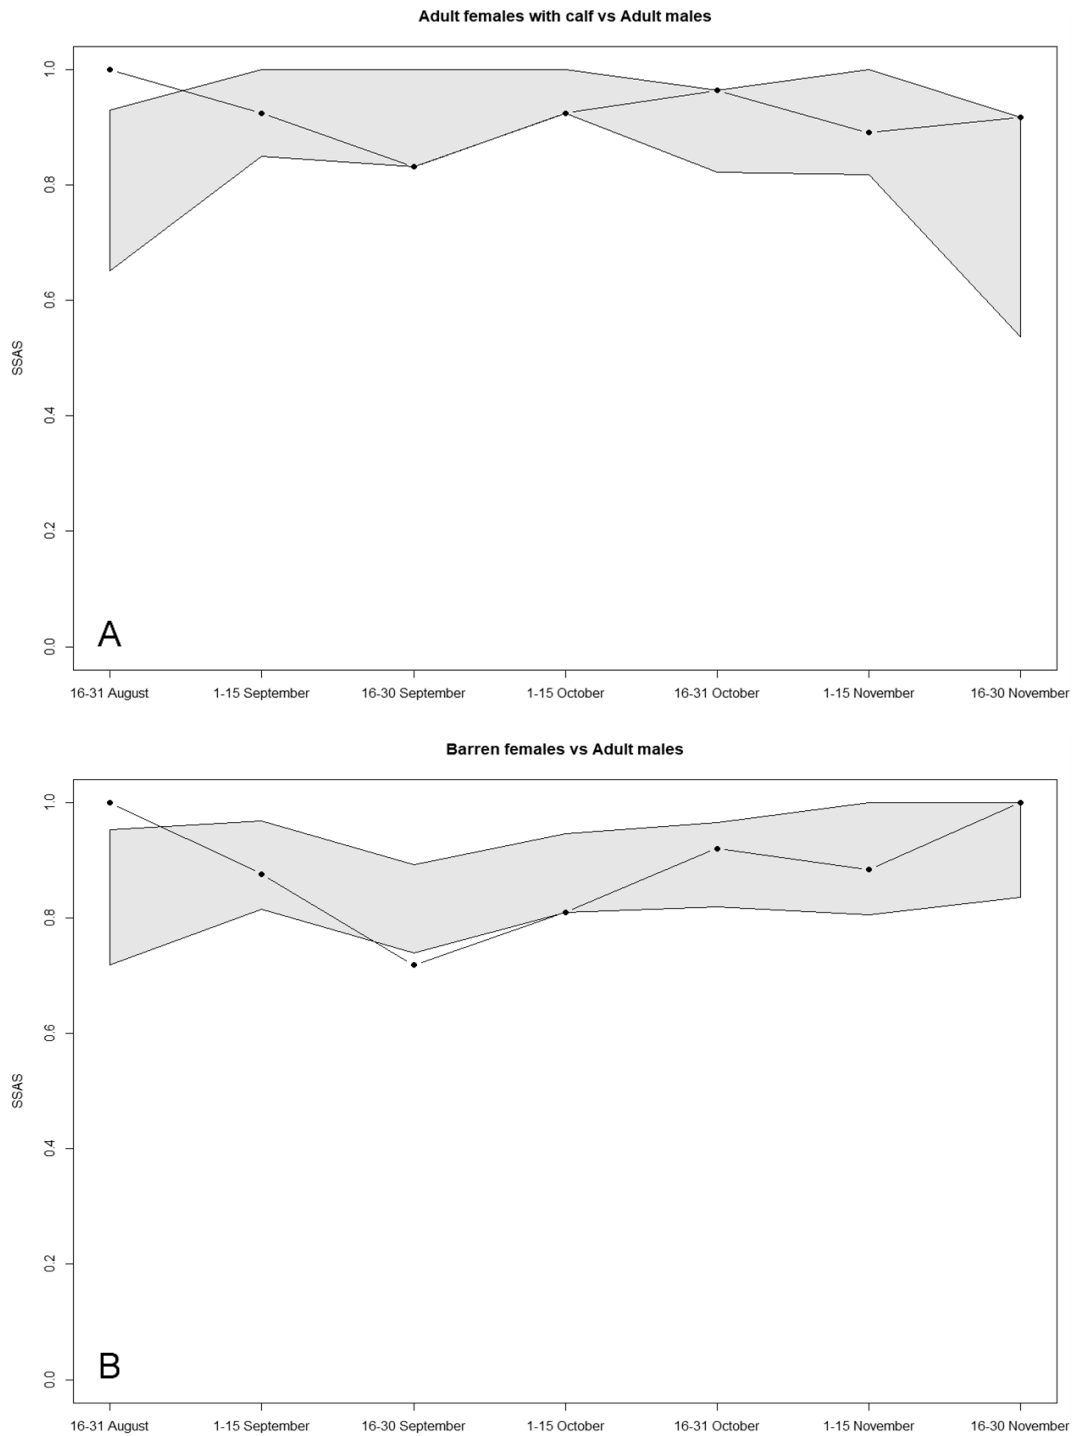 Adult females with calf vs Adult males
1.0
0.8
0.6
0.4
0.2
0.0
SSAS
A
16-31 August 1-15 September 16-30 September 1-15 October 16-31 October 1-15 November 16-30 November
Barren females vs Adult males
1.0
0.8
0.6
0.4
0.2
0.0
SSAS
B
16-31 August 1-15 September 16-30 September 1-15 October 16-31 October 1-15 November 16-30 November